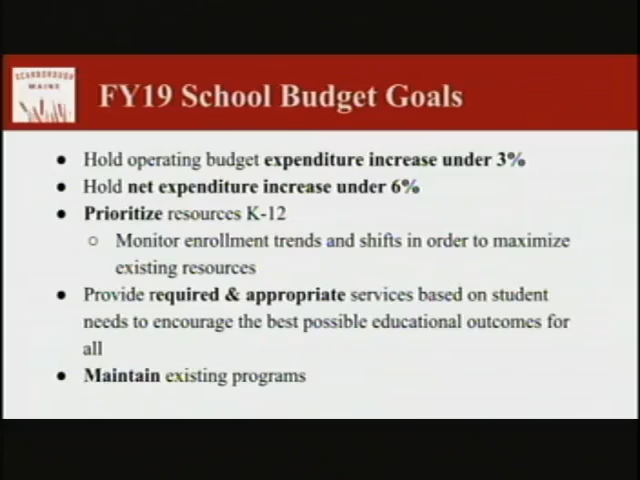 SCARBOROUGH
MAINE
FY19 School Budget Goals
● Hold operating budget expenditure increase under 3%
● Hold net expenditure increase under 6%
● Prioritize resources K-12
○ Monitor enrollment trends and shifts in order to maximize
existing resources
● Provide required & appropriate services based on student
needs to encourage the best possible educational outcomes for
all
● Maintain existing programs